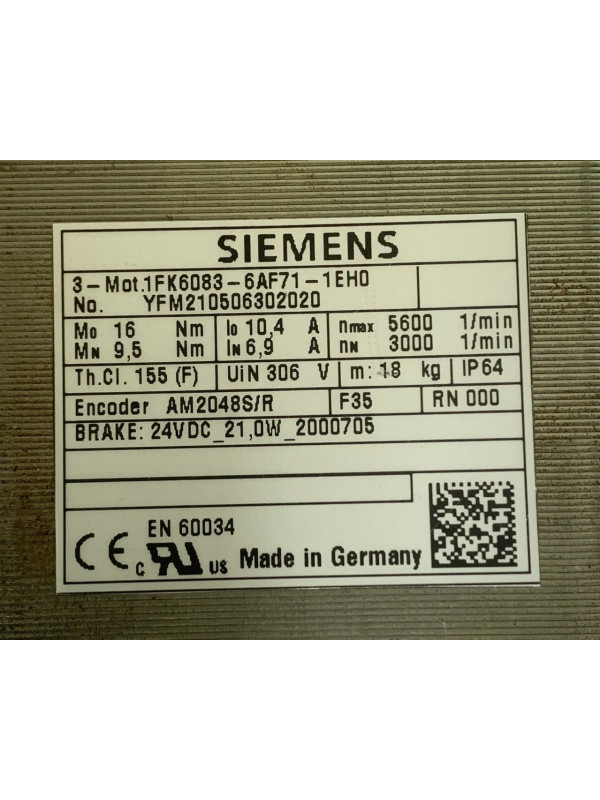 SIEMENS
3-Mot.1FK6083-6AF71-1EH0
No. YFM210506302020
M0 16 Nm I0 10,4 A nmax 5600 1/min
MN 9,5 Nm IN 6,9 A nN 3000 1/min
Th.Cl. 155 (F) UiN 306 V m: 18 kg IP64
Encoder AM2048S/R F35 RN 000
BRAKE: 24VDC_21,0W_2000705
EN 60034
CE c RU US Made in Germany